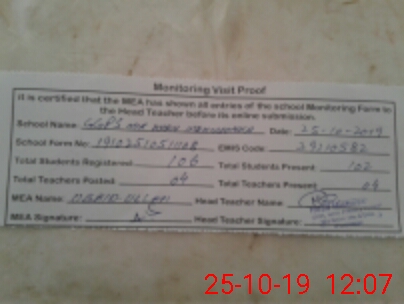 Monitoring Visit Proof
It is certified that the MEA has shown all entries of the school Monitoring Form to
the Head Teacher before its online submission.
School Name: GGPS Date: 25-10-2019
School Form No: EMIS Code:
Total Students Registered: 106 Total Students Present: 102
Total Teachers Posted: 04 Total Teachers Present: 04
MEA Name: Head Teacher Name:
MEA Signature: Head Teacher Signature:
25-10-19 12:07